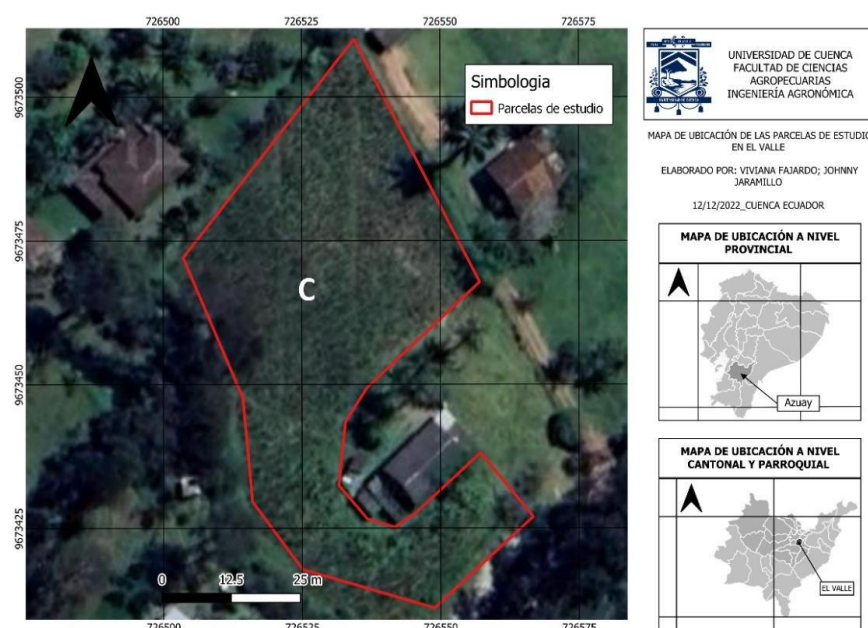 726500 726525 726550 726575
9673500
9673475
9673450
9673425
Simbologia
Parcelas de estudio
C
0 12.5 25 m
726500 726525 726550 726575
UNIVERSIDAD DE CUENCA
FACULTAD DE CIENCIAS
AGROPECUARIAS
INGENIERÍA AGRONÓMICA
MAPA DE UBICACIÓN DE LAS PARCELAS DE ESTUDIO
EN EL VALLE
ELABORADO POR: VIVIANA FAJARDO; JOHNNY
JARAMILLO
12/12/2022_CUENCA ECUADOR
MAPA DE UBICACIÓN A NIVEL
PROVINCIAL
Azuay
MAPA DE UBICACIÓN A NIVEL
CANTONAL Y PARROQUIAL
EL VALLE